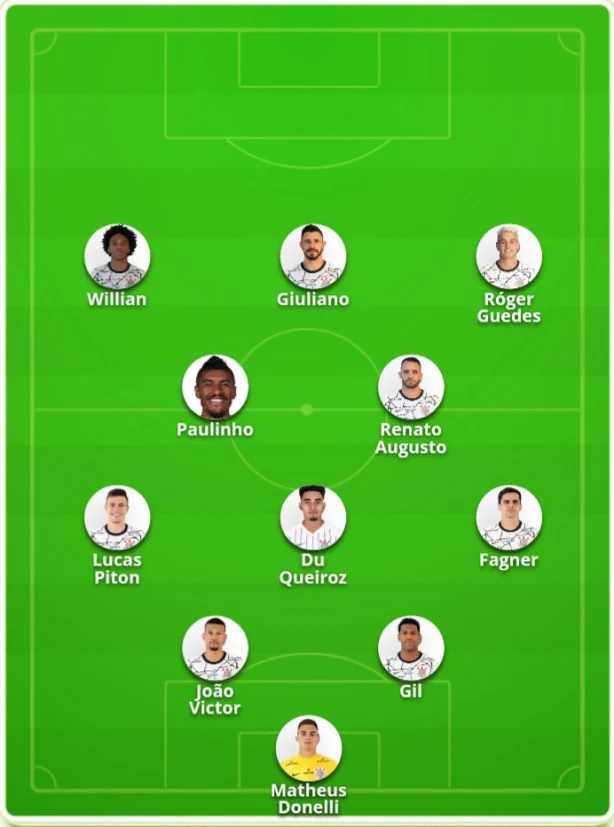 Willian
Giuliano
Róger
Guedes
Paulinho
Renato
Augusto
Lucas
Piton
Du
Queiroz
Fagner
João
Victor
Gil
Matheus
Donelli